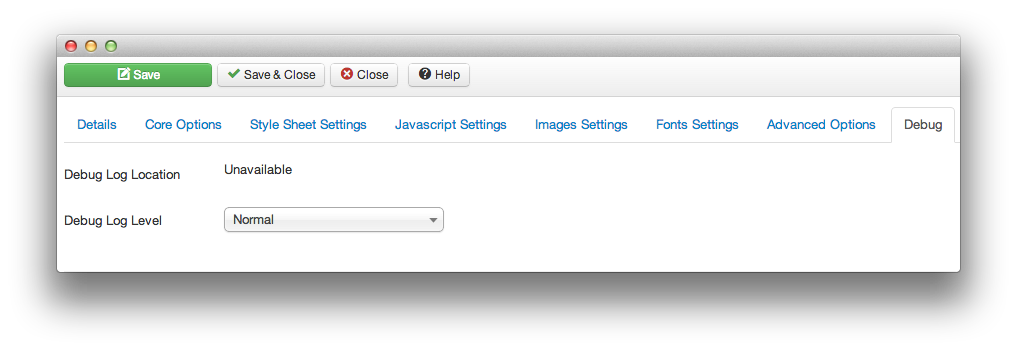 Save Save & Close Close Help
Details Core Options Style Sheet Settings Javascript Settings Images Settings Fonts Settings Advanced Options Debug
Debug Log Location Unavailable
Debug Log Level Normal